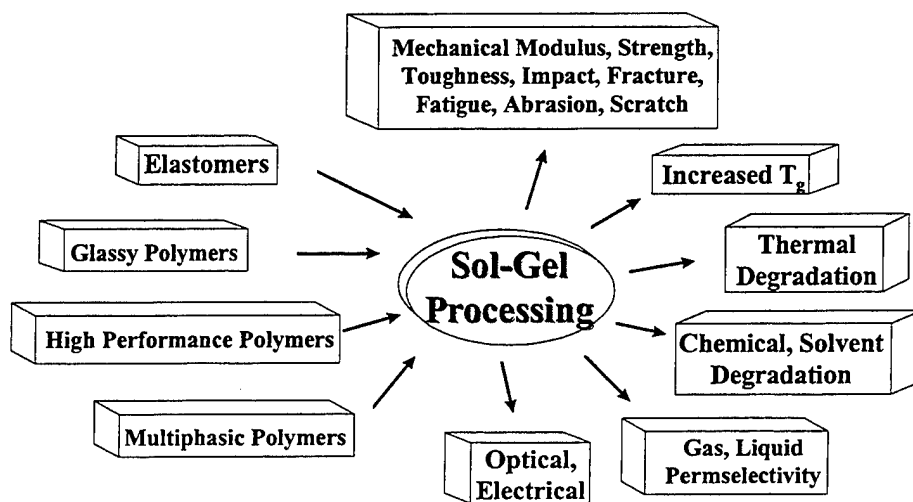 Mechanical Modulus, Strength,
Toughness, Impact, Fracture,
Fatigue, Abrasion, Scratch
Elastomers
Increased Tg
Glassy Polymers
Sol-Gel
Processing
Thermal
Degradation
High Performance Polymers
Chemical, Solvent
Degradation
Multiphasic Polymers
Optical,
Electrical
Gas, Liquid
Permselectivity